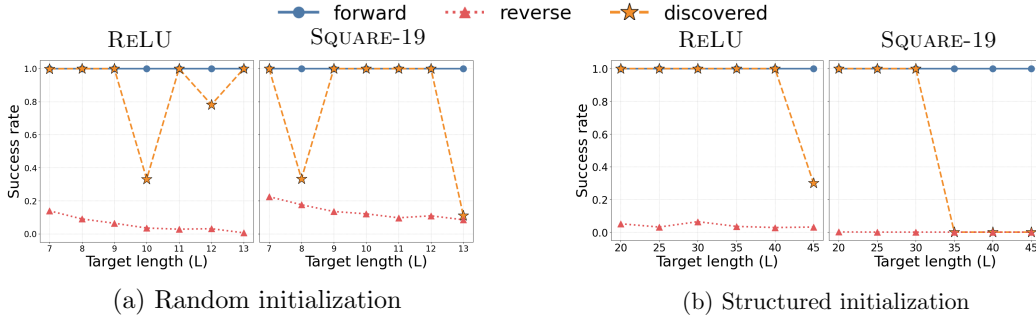 forward reverse discovered
RELU SQUARE-19 RELU SQUARE-19
Success rate
1.0
0.8
0.6
0.4
0.2
0.0
7 8 9 10 11 12 13
Target length (L)
7 8 9 10 11 12 13
Target length (L)
(a) Random initialization
Success rate
1.0
0.8
0.6
0.4
0.2
0.0
20 25 30 35 40 45
Target length (L)
20 25 30 35 40 45
Target length (L)
(b) Structured initialization